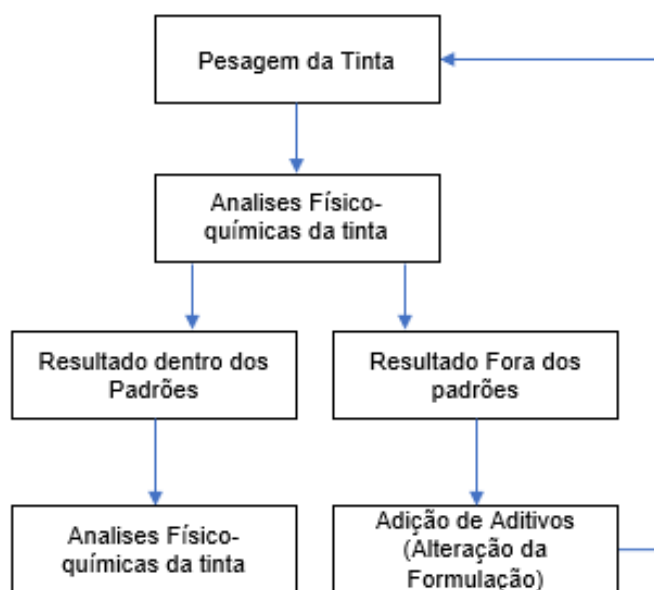 Pesagem da Tinta
Analises Físico-
químicas da tinta
Resultado dentro dos
Padrões
Resultado Fora dos
padrões
Analises Físico-
químicas da tinta
Adição de Aditivos
(Alteração da
Formulação)